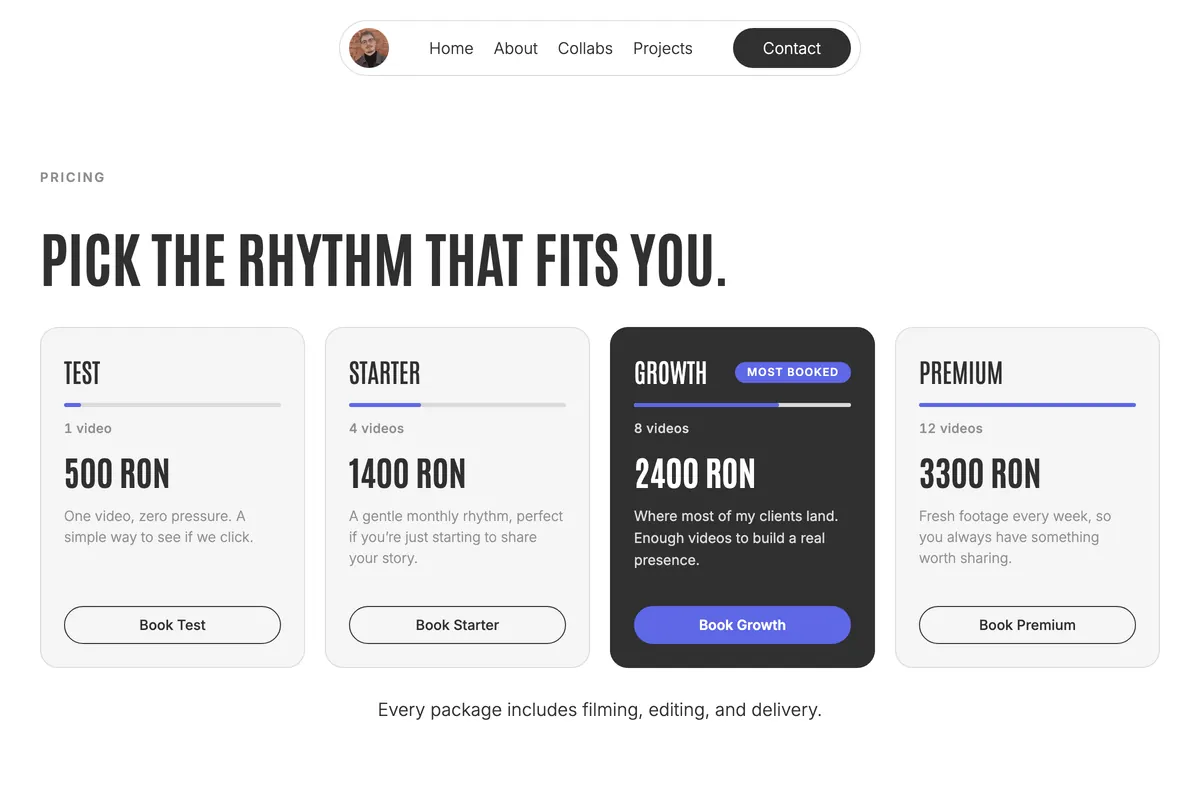 Home About Collabs Projects Contact
PRICING
PICK THE RHYTHM THAT FITS YOU.
TEST
1 video
500 RON
One video, zero pressure. A
simple way to see if we click.
Book Test
STARTER
4 videos
1400 RON
A gentle monthly rhythm, perfect
if you’re just starting to share
your story.
Book Starter
GROWTH MOST BOOKED
8 videos
2400 RON
Where most of my clients land.
Enough videos to build a real
presence.
Book Growth
PREMIUM
12 videos
3300 RON
Fresh footage every week, so
you always have something
worth sharing.
Book Premium
Every package includes filming, editing, and delivery.